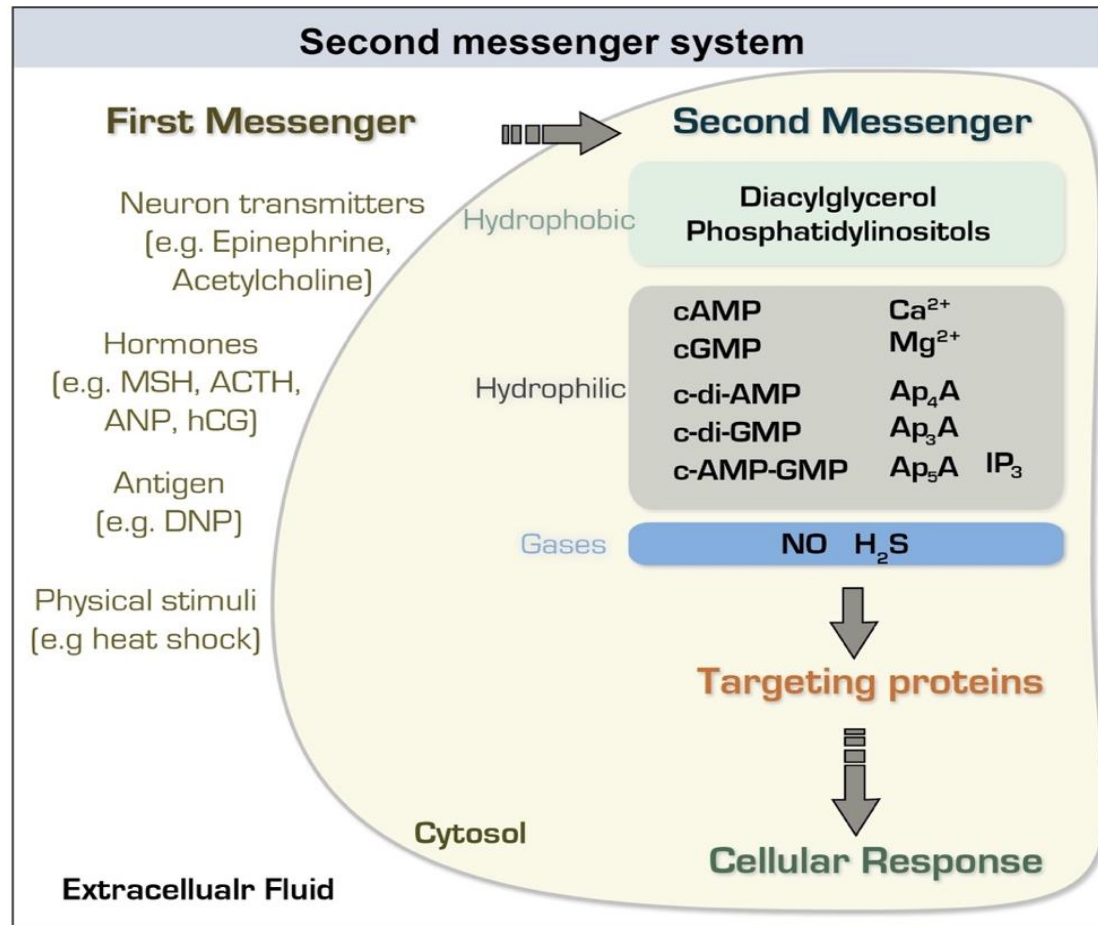 Second messenger system
First Messenger
Second Messenger
Neuron transmitters
(e.g. Epinephrine,
Acetylcholine)
Hormones
(e.g. MSH, ACTH,
ANP, hCG)
Antigen
(e.g. DNP)
Physical stimuli
(e.g heat shock)
Hydrophobic
Diacylglycerol
Phosphatidylinositols
Hydrophilic
cAMP Ca²⁺
cGMP Mg²⁺
c-di-AMP Ap₄A
c-di-GMP Ap₃A
c-AMP-GMP Ap₅A IP₃
Gases
NO H₂S
Targeting proteins
Cellular Response
Cytosol
Extracellualr Fluid